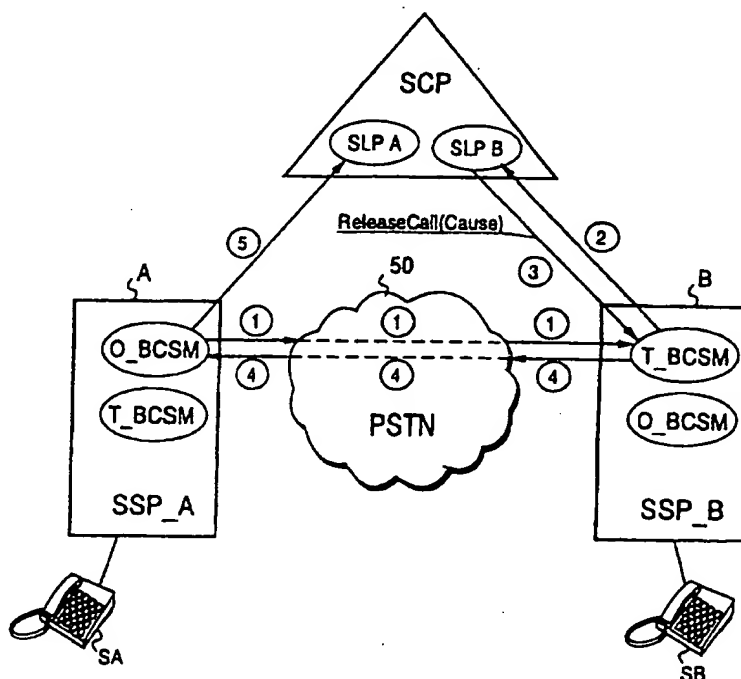 SCP
SLP A
SLP B
ReleaseCall(Cause)
2
5
3
A
50
B
1
1
1
O_BCSM
T_BCSM
4
4
4
T_BCSM
PSTN
O_BCSM
SSP_A
SSP_B
SA
SB